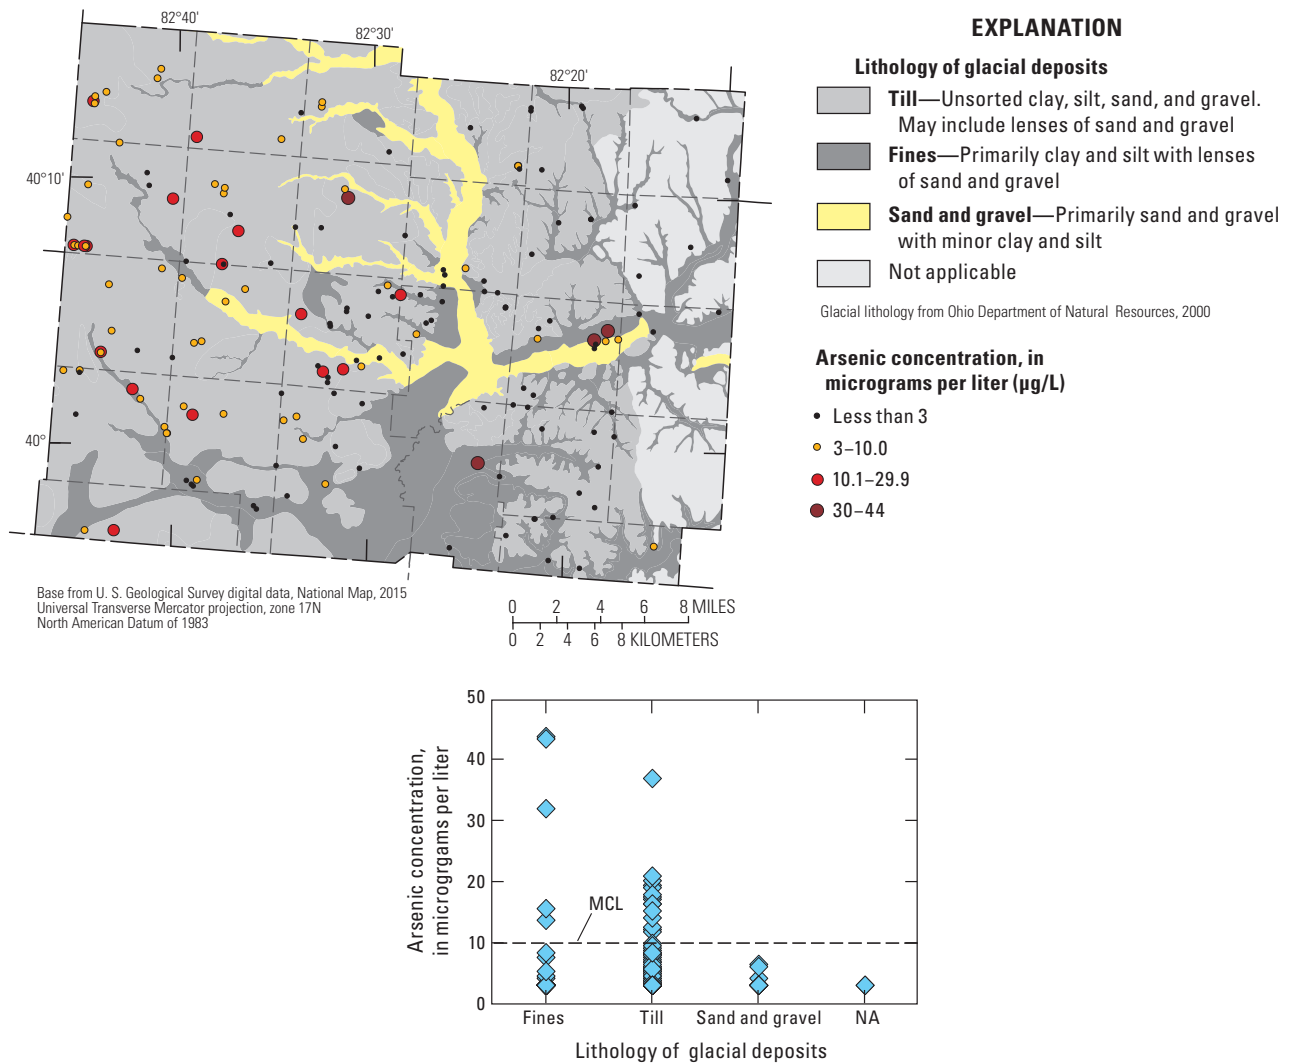 82°40'
82°30'
82°20'
40°10'
40°
EXPLANATION
Lithology of glacial deposits
Till—Unsorted clay, silt, sand, and gravel.
May include lenses of sand and gravel
Fines—Primarily clay and silt with lenses
of sand and gravel
Sand and gravel—Primarily sand and gravel
with minor clay and silt
Not applicable
Glacial lithology from Ohio Department of Natural Resources, 2000
Arsenic concentration, in
micrograms per liter (µg/L)
Less than 3
3–10.0
10.1–29.9
30–44
Base from U. S. Geological Survey digital data, National Map, 2015
Universal Transverse Mercator projection, zone 17N
North American Datum of 1983
0 2 4 6 8 MILES
0 2 4 6 8 KILOMETERS
Arsenic concentration,
in microgrgams per liter
50
40
30
20
10
0
MCL
Fines Till Sand and gravel NA
Lithology of glacial deposits